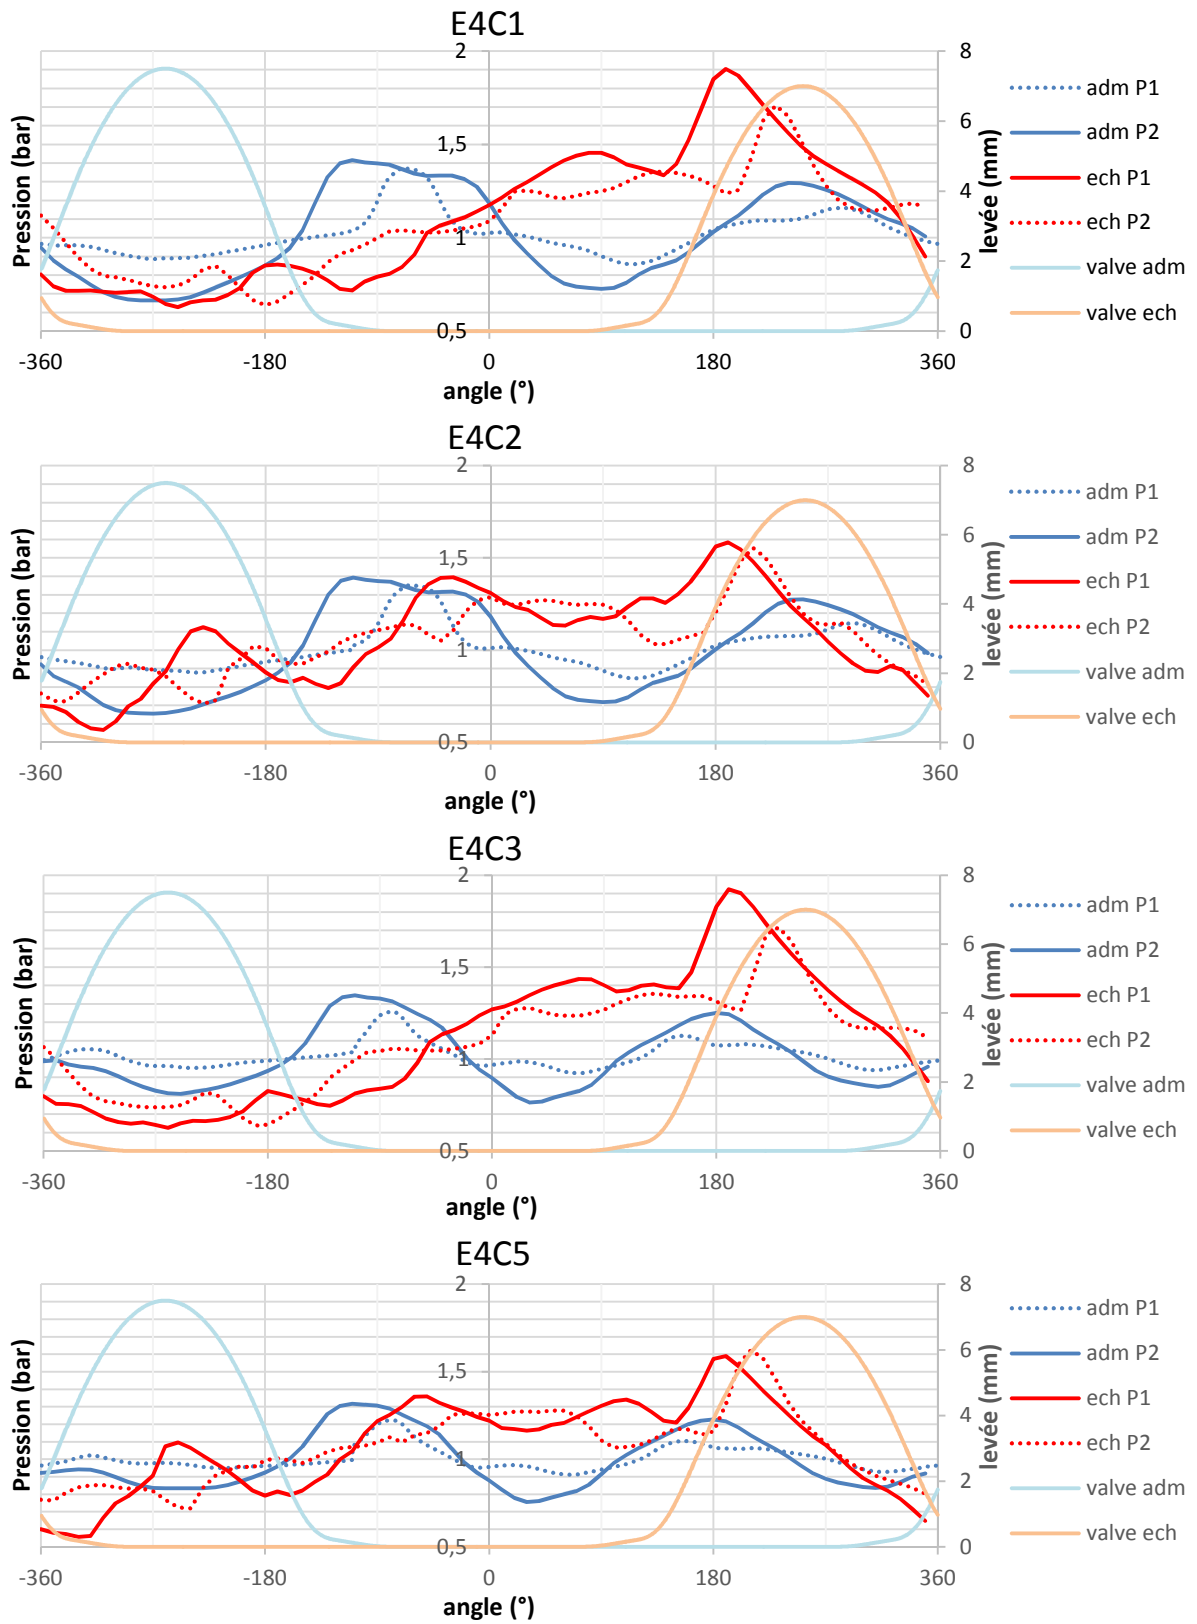 E4C1
2
1,5
1
0,5
8
6
4
2
0
-360
-180
0
180
360
Pression (bar)
levée (mm)
angle (°)
adm P1
adm P2
ech P1
ech P2
valve adm
valve ech
E4C2
2
1,5
1
0,5
8
6
4
2
0
-360
-180
0
180
360
Pression (bar)
levée (mm)
angle (°)
adm P1
adm P2
ech P1
ech P2
valve adm
valve ech
E4C3
2
1,5
1
0,5
8
6
4
2
0
-360
-180
0
180
360
Pression (bar)
levée (mm)
angle (°)
adm P1
adm P2
ech P1
ech P2
valve adm
valve ech
E4C5
2
1,5
1
0,5
8
6
4
2
0
-360
-180
0
180
360
Pression (bar)
levée (mm)
angle (°)
adm P1
adm P2
ech P1
ech P2
valve adm
valve ech